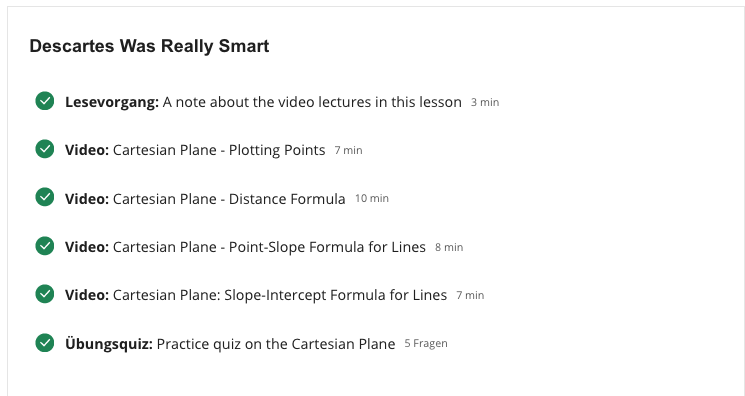 Descartes Was Really Smart
Lesevorgang: A note about the video lectures in this lesson 3 min
Video: Cartesian Plane - Plotting Points 7 min
Video: Cartesian Plane - Distance Formula 10 min
Video: Cartesian Plane - Point-Slope Formula for Lines 8 min
Video: Cartesian Plane: Slope-Intercept Formula for Lines 7 min
Übungsquiz: Practice quiz on the Cartesian Plane 5 Fragen